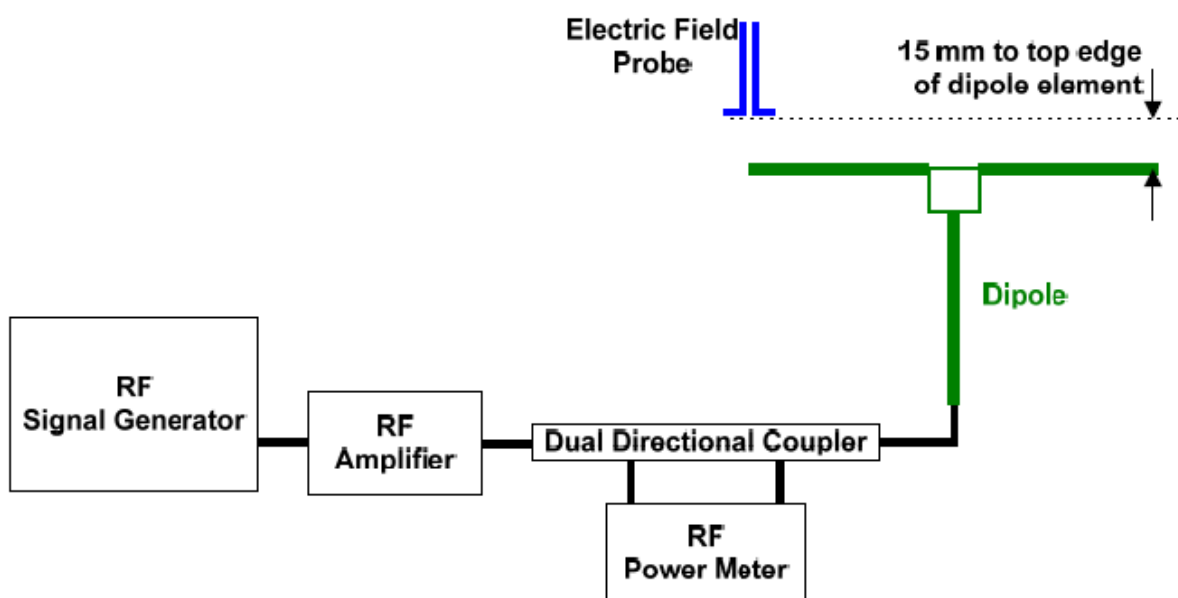 Electric Field
Probe
15 mm to top edge
of dipole element
Dipole
RF
Signal Generator
RF
Amplifier
Dual Directional Coupler
RF
Power Meter